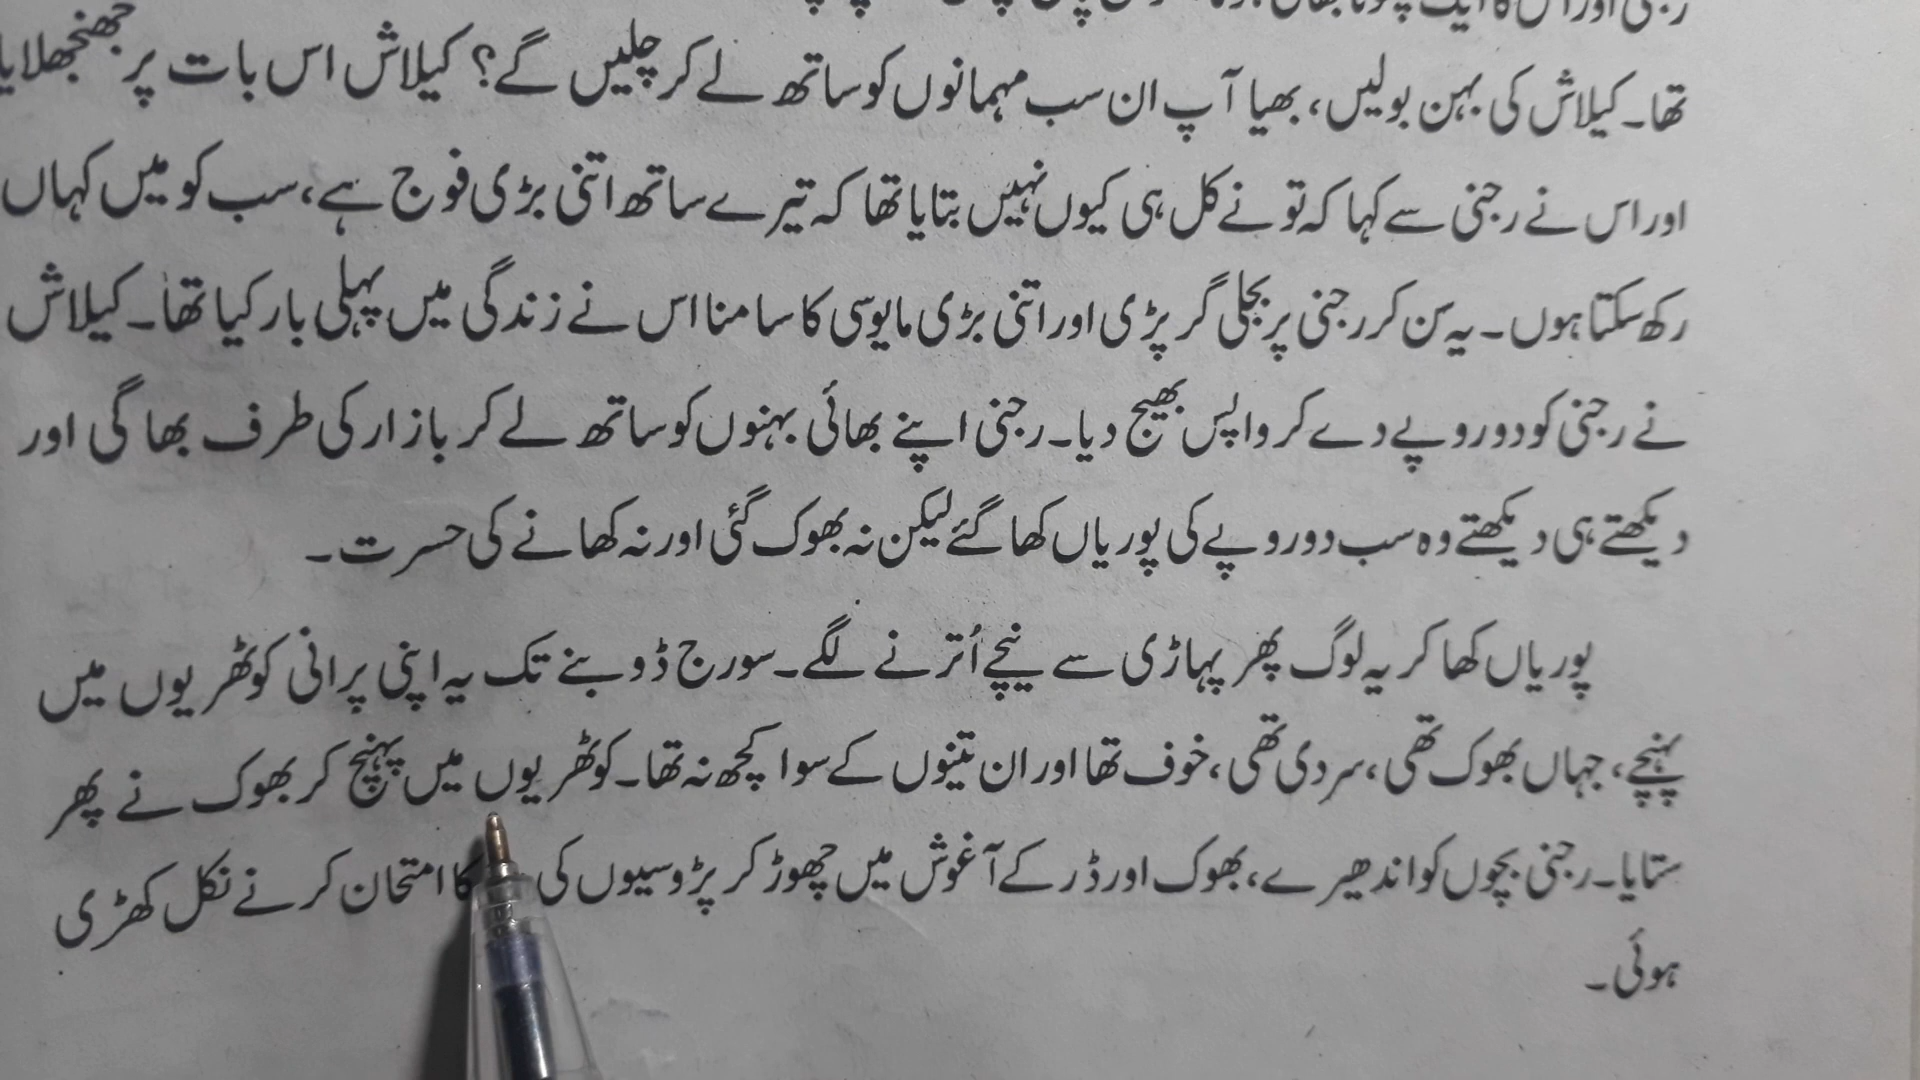 رجنی اور اس کا ایک چھوٹا بھائی
تھا۔ کیلاش کی بہن بولیں، بھیا آپ ان سب مہمانوں کو ساتھ لے کر چلیں گے؟ کیلاش اس بات پر جھنجھلایا
اور اس نے رجنی سے کہا کہ تو نے کل ہی کیوں نہیں بتایا تھا کہ تیرے ساتھ اتنی بڑی فوج ہے، سب کو میں کہاں
رکھ سکتا ہوں۔ یہ سن کر رجنی پر بجلی گر پڑی اور اتنی بڑی مایوسی کا سامنا اس نے زندگی میں پہلی بار کیا تھا۔ کیلاش
نے رجنی کو دو روپے دے کر واپس بھیج دیا۔ رجنی اپنے بھائی بہنوں کو ساتھ لے کر بازار کی طرف بھاگی اور
دیکھتے ہی دیکھتے وہ سب دو روپے کی پوریاں کھا گئے لیکن نہ بھوک گئی اور نہ کھانے کی حسرت۔
پوریاں کھا کر یہ لوگ پھر پہاڑی سے نیچے اُترنے لگے۔ سورج ڈوبنے تک یہ اپنی پرانی کوٹھریوں میں
پہنچے، جہاں بھوک تھی، سردی تھی، خوف تھا اور ان تینوں کے سوا کچھ نہ تھا۔ کوٹھریوں میں پہنچ کر بھوک نے پھر
ستایا۔ رجنی بچوں کو اندھیرے، بھوک اور ڈر کے آغوش میں چھوڑ کر پڑوسیوں کی کا امتحان کرنے نکل کھڑی
ہوئی۔